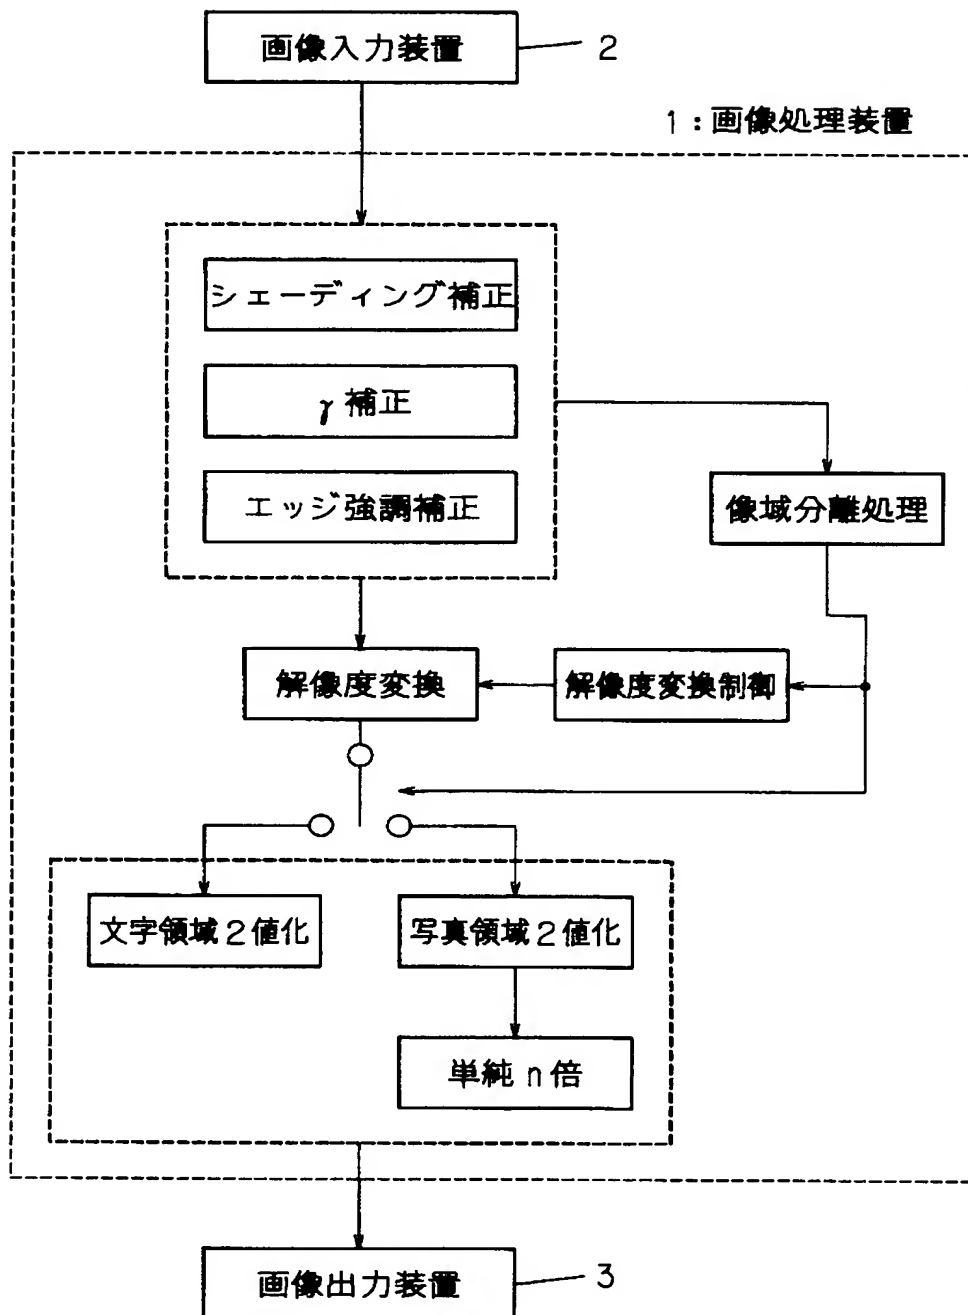 画像入力装置
2
1：画像処理装置
シェーディング補正
γ補正
エッジ強調補正
像域分離処理
解像度変換
解像度変換制御
文字領域2値化
写真領域2値化
単純n倍
画像出力装置
3